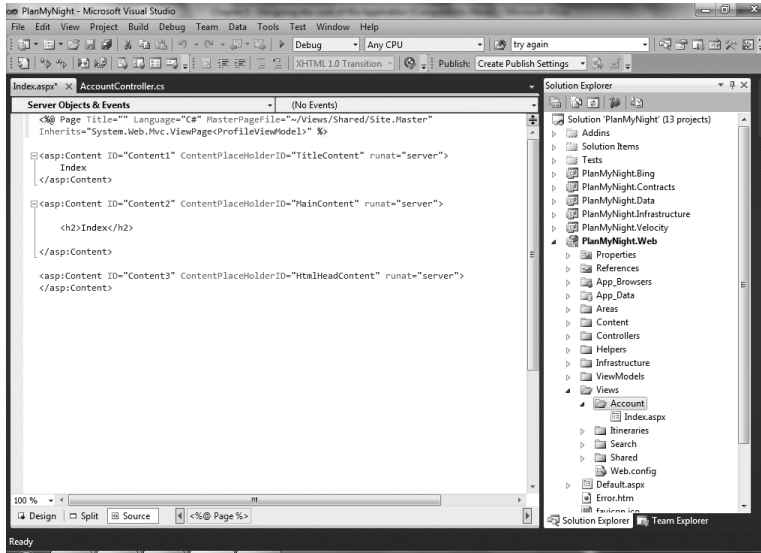 PlanMyNight - Microsoft Visual Studio
File Edit View Project Build Debug Team Data Tools Test Window Help
Debug Any CPU try again
XHTML 1.0 Transition Publish: Create Publish Settings
Index.aspx* AccountController.cs
Server Objects & Events (No Events)
<%@ Page Title="" Language="C#" MasterPageFile="~/Views/Shared/Site.Master"
Inherits="System.Web.Mvc.ViewPage<ProfileViewModel>" %>
<asp:Content ID="Content1" ContentPlaceHolderID="TitleContent" runat="server">
Index
</asp:Content>
<asp:Content ID="Content2" ContentPlaceHolderID="MainContent" runat="server">
<h2>Index</h2>
</asp:Content>
<asp:Content ID="Content3" ContentPlaceHolderID="HtmlHeadContent" runat="server">
</asp:Content>
100 %
Design Split Source <%@ Page %>
Solution Explorer
Solution 'PlanMyNight' (13 projects)
Addins
Solution Items
Tests
PlanMyNight.Bing
PlanMyNight.Contracts
PlanMyNight.Data
PlanMyNight.Infrastructure
PlanMyNight.Velocity
PlanMyNight.Web
Properties
References
App_Browsers
App_Data
Areas
Content
Controllers
Helpers
Infrastructure
ViewModels
Views
Account
Index.aspx
Itineraries
Search
Shared
Web.config
Default.aspx
Error.htm
favicon.ico
Solution Explorer Team Explorer
Ready